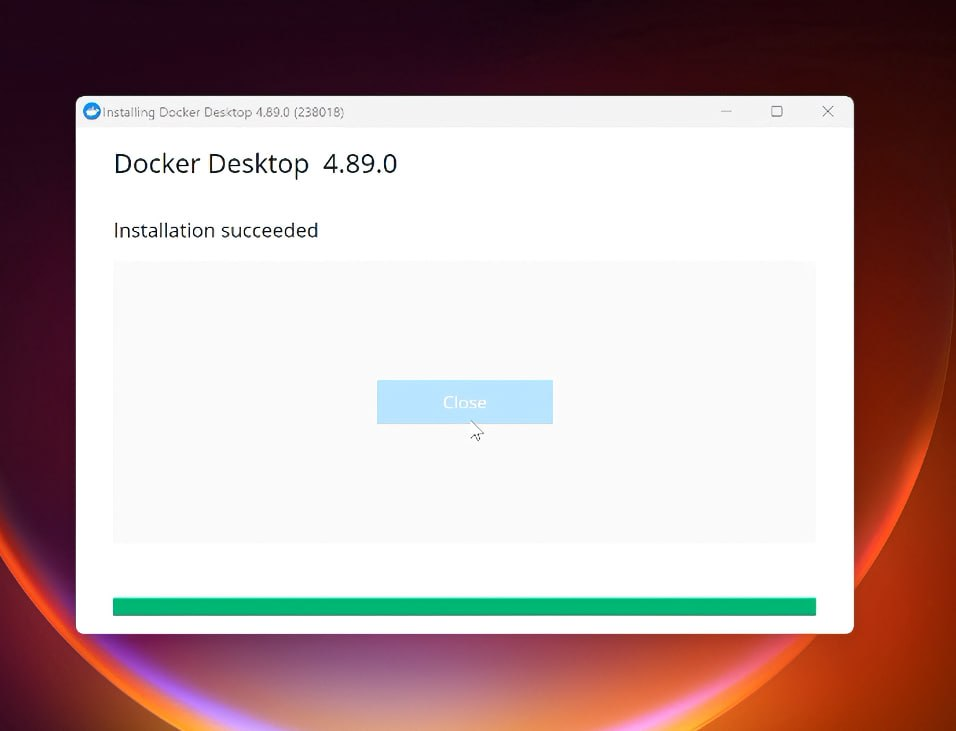 Installing Docker Desktop 4.89.0 (238018)
Docker Desktop 4.89.0
Installation succeeded
Close